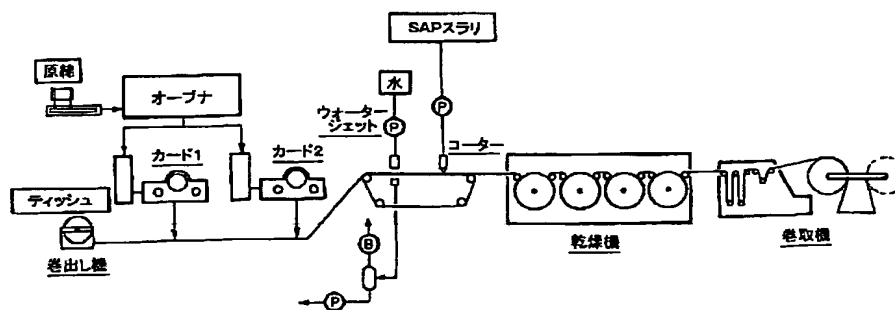 SAPスラリ
原綿
オープナ
水
ウォーター
ジェット
P
P
コーター
カード1
カード2
ティッシュ
巻出し機
B
P
乾燥機
巻取機